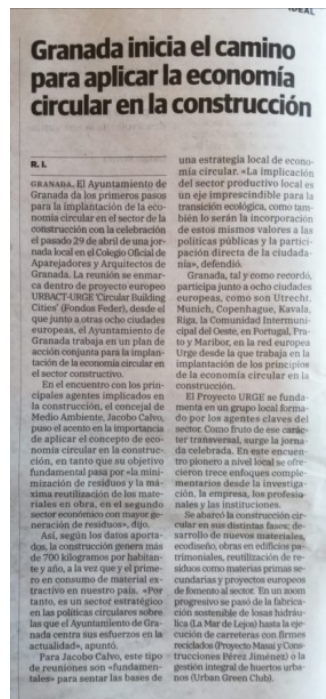 IDEAL
Granada inicia el camino
para aplicar la economía
circular en la construcción
R. I.
GRANADA. El Ayuntamiento de
Granada da los primeros pasos
para la implantación de la eco-
nomía circular en el sector de la
construcción con la celebración
el pasado 29 de abril de una jor-
nada local en el Colegio Oficial de
Aparejadores y Arquitectos de
Granada. La reunión se enmar-
ca dentro de proyecto europeo
URBACT-URGE 'Circular Building
Cities' (Fondos Feder), desde el
que junto a otras ocho ciudades
europeas, el Ayuntamiento de
Granada trabaja en un plan de
acción conjunta para la implan-
tación de la economía circular en
el sector constructivo.
En el encuentro con los prin-
cipales agentes implicados en
la construcción, el concejal de
Medio Ambiente, Jacobo Calvo,
puso el acento en la importancia
de aplicar el concepto de eco-
nomía circular en la construc-
ción, en tanto que su objetivo
fundamental pasa por «la mi-
nimización de residuos y la má-
xima reutilización de los mate-
riales en obra, en el segundo
sector económico con mayor ge-
neración de residuos», dijo.
Así, según los datos aporta-
dos, la construcción genera más
de 700 kilogramos por habitan-
te y año, a la vez que y el prime-
ro en consumo de material ex-
tractivo en nuestro país. «Por
tanto, es un sector estratégico
en las políticas circulares sobre
las que el Ayuntamiento de Gra-
nada centra sus esfuerzos en la
actualidad», apuntó.
Para Jacobo Calvo, este tipo
de reuniones son «fundamen-
tales» para sentar las bases de
una estrategia local de econo-
mía circular. «La implicación
del sector productivo local es
un eje imprescindible para la
transición ecológica, como tam-
bién lo serán la incorporación
de estos mismos valores a las
políticas públicas y la partici-
pación directa de la ciudada-
nía», defendió.
Granada, tal y como recordó,
participa junto a ocho ciudades
europeas, como son Utrecht,
Munich, Copenhague, Kavala,
Riga, la Comunidad Intermuni-
cipal del Oeste, en Portugal, Pra-
to y Maribor, en la red europea
Urge desde la que trabaja en la
implantación de los principios
de la economía circular en la
construcción.
El Proyecto URGE se funda-
menta en un grupo local forma-
do por los agentes claves del
sector. Como fruto de ese carác-
ter transversal, surge la jorna-
da celebrada. En este encuen-
tro pionero a nivel local se ofre-
cieron trece enfoques comple-
mentarios desde la investiga-
ción, la empresa, los profesio-
nales y las instituciones.
Se abarcó la construcción cir-
cular en sus distintas fases; de-
sarrollo de nuevos materiales,
ecodiseño, obras en edificios pa-
trimoniales, reutilización de re-
siduos como materias primas se-
cundarias y proyectos europeos
de fomento al sector. En un zoom
progresivo se pasó de la fabrica-
ción sostenible de losas hidráu-
lica (La Mar de Lejos) hasta la eje-
cución de carreteras con firmes
reciclados (Proyecto Masai y Cons-
trucciones Pérez Jiménez) o la
gestión integral de huertos urba-
nos (Urban Green Club).